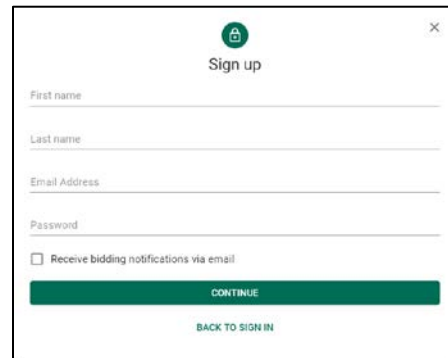 Sign up
First name
Last name
Email Address
Password
Receive bidding notifications via email
CONTINUE
BACK TO SIGN IN